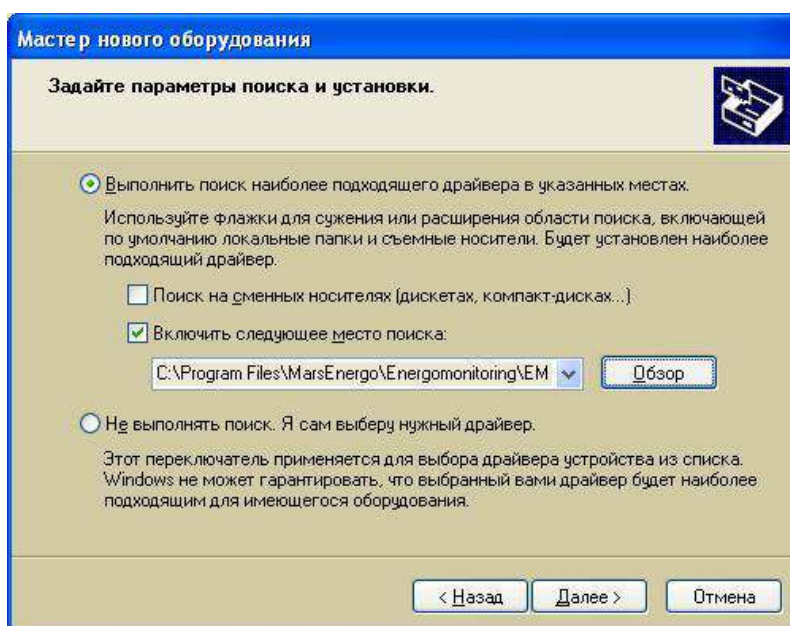 Мастер нового оборудования
Задайте параметры поиска и установки.
Выполнить поиск наиболее подходящего драйвера в указанных местах.
Используйте флажки для сужения или расширения области поиска, включающей
по умолчанию локальные папки и съемные носители. Будет установлен наиболее
подходящий драйвер.
Поиск на сменных носителях (дискетах, компакт-дисках...)
Включить следующее место поиска:
C:\Program Files\MarsEnergo\Energomonitoring\EM
Обзор
Не выполнять поиск. Я сам выберу нужный драйвер.
Этот переключатель применяется для выбора драйвера устройства из списка.
Windows не может гарантировать, что выбранный вами драйвер будет наиболее
подходящим для имеющегося оборудования.
< Назад
Далее >
Отмена